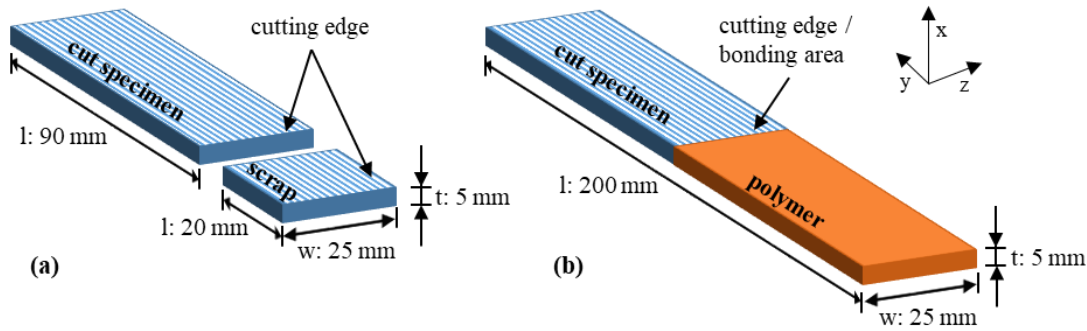 cutting edge
cut specimen
l: 90 mm
scrap
l: 20 mm
w: 25 mm
t: 5 mm
(a)
cutting edge /
bonding area
cut specimen
polymer
l: 200 mm
t: 5 mm
w: 25 mm
(b)
x
y
z